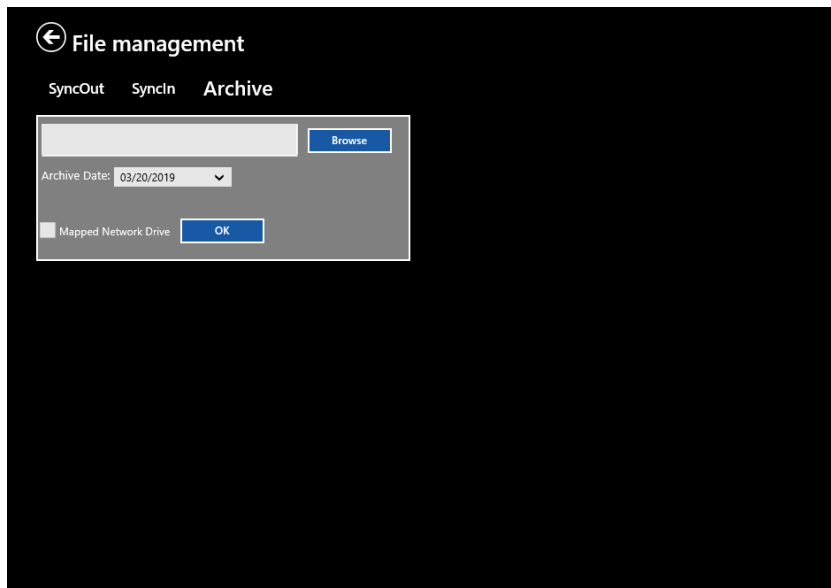 File management
SyncOut SyncIn Archive
Browse
Archive Date: 03/20/2019
Mapped Network Drive OK